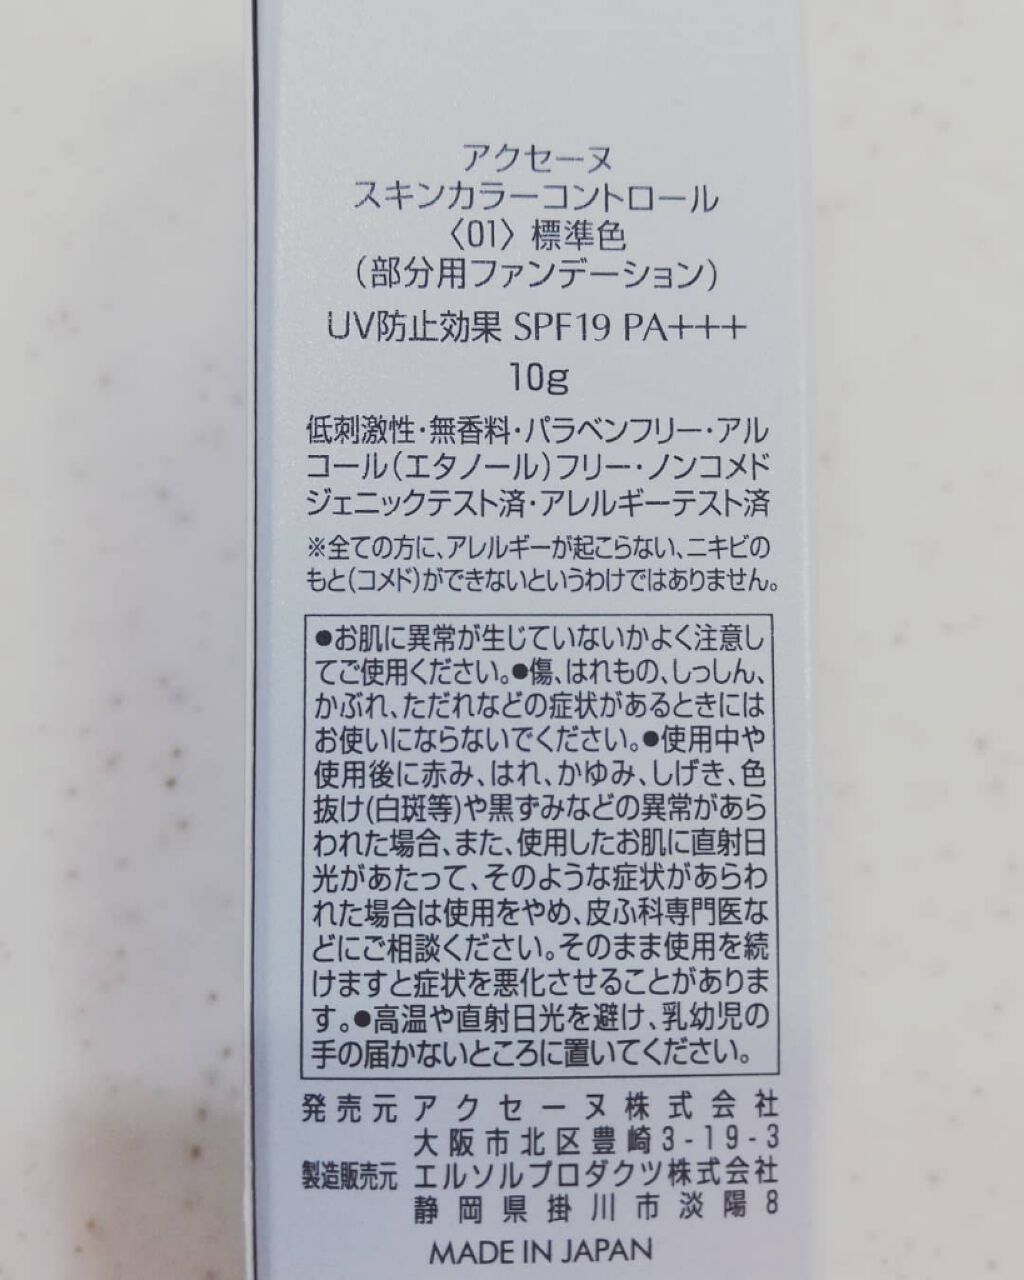 アクセーヌ
スキンカラーコントロール
〈01〉標準色
（部分用ファンデーション）
UV防止効果 SPF19 PA+++
10g
低刺激性・無香料・パラベンフリー・アル
コール（エタノール）フリー・ノンコメド
ジェニックテスト済・アレルギーテスト済
※全ての方に、アレルギーが起こらない、ニキビの
もと（コメド）ができないというわけではありません。
●お肌に異常が生じていないかよく注意し
てご使用ください。●傷、はれもの、しっしん、
かぶれ、ただれなどの症状があるときには
お使いにならないでください。●使用中や
使用後に赤み、はれ、かゆみ、しげき、色
抜け(白斑等)や黒ずみなどの異常があら
われた場合、また、使用したお肌に直射日
光があたって、そのような症状があらわ
れた場合は使用をやめ、皮ふ科専門医な
どにご相談ください。そのまま使用を続
けますと症状を悪化させることがありま
す。●高温や直射日光を避け、乳幼児の
手の届かないところに置いてください。
発売元 アクセーヌ株式会社
大阪市北区豊崎3-19-3
製造販売元 エルソルプロダクツ株式会社
静岡県掛川市淡陽8
MADE IN JAPAN